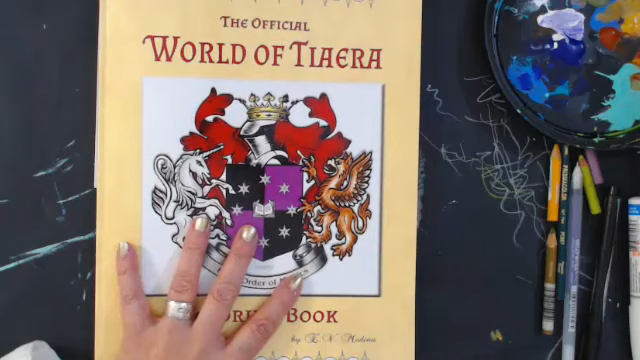 The Official
World of Tiaera
Order of
Book
by E. V. Medina